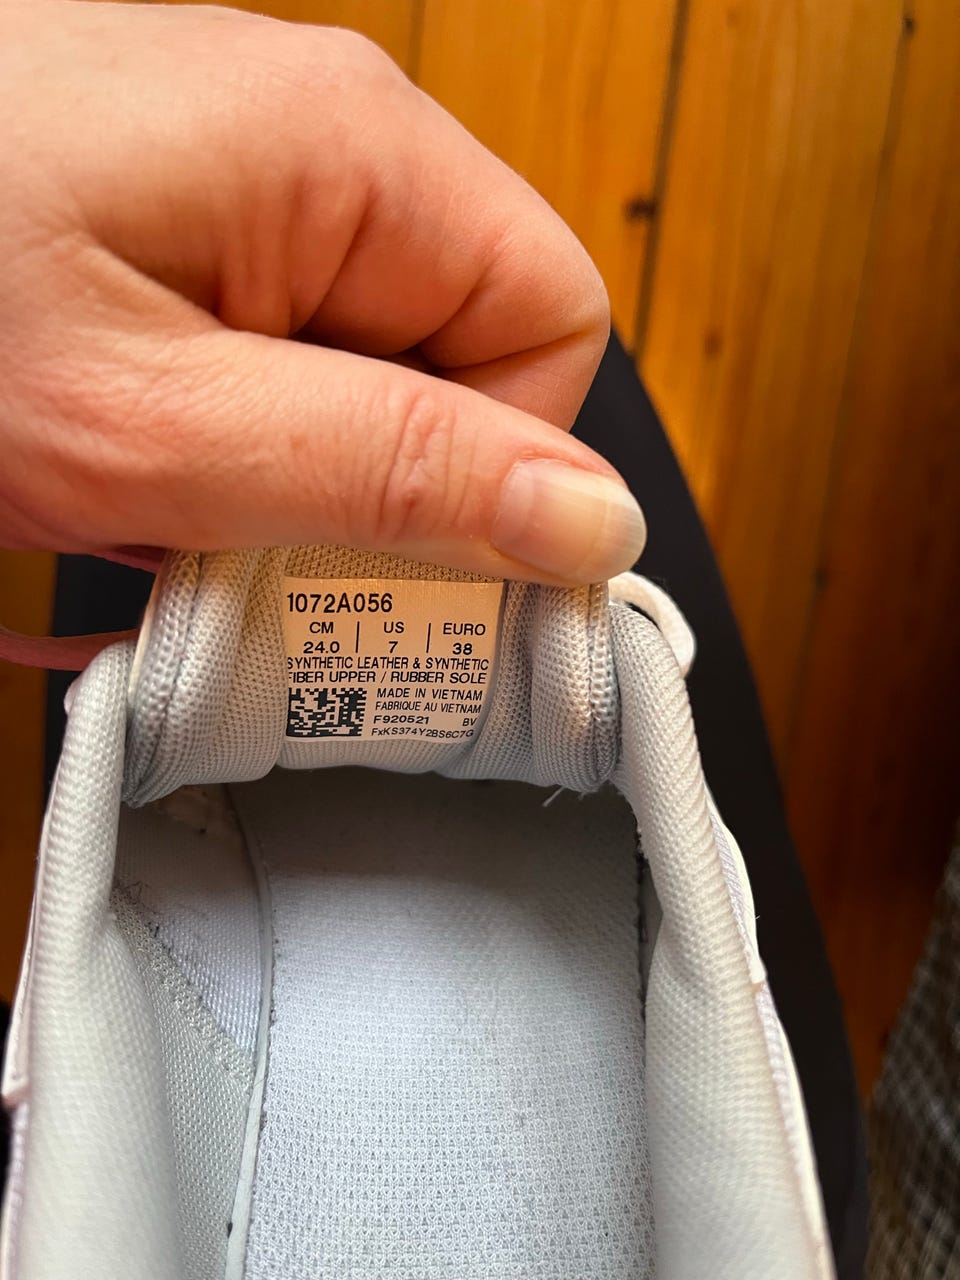 1072A056
CM | US | EURO
24.0 | 7 | 38
SYNTHETIC LEATHER & SYNTHETIC
FIBER UPPER / RUBBER SOLE
MADE IN VIETNAM
FABRIQUE AU VIETNAM
F920521 BV
FxKS374Y2BS6C7G